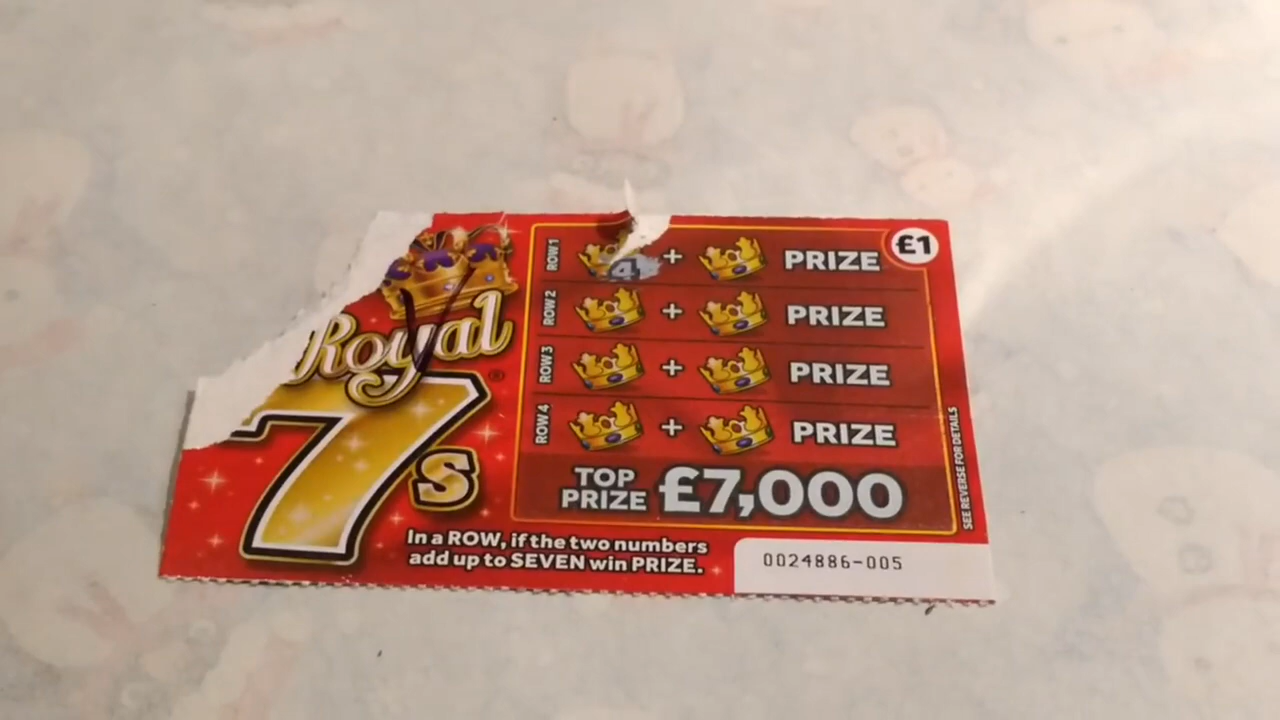 £1
ROW 1 4 + PRIZE
ROW 2 + PRIZE
ROW 3 + PRIZE
ROW 4 + PRIZE
TOP
PRIZE £7,000
Royal
7s
®
In a ROW, if the two numbers
add up to SEVEN win PRIZE.
0024886-005
SEE REVERSE FOR DETAILS